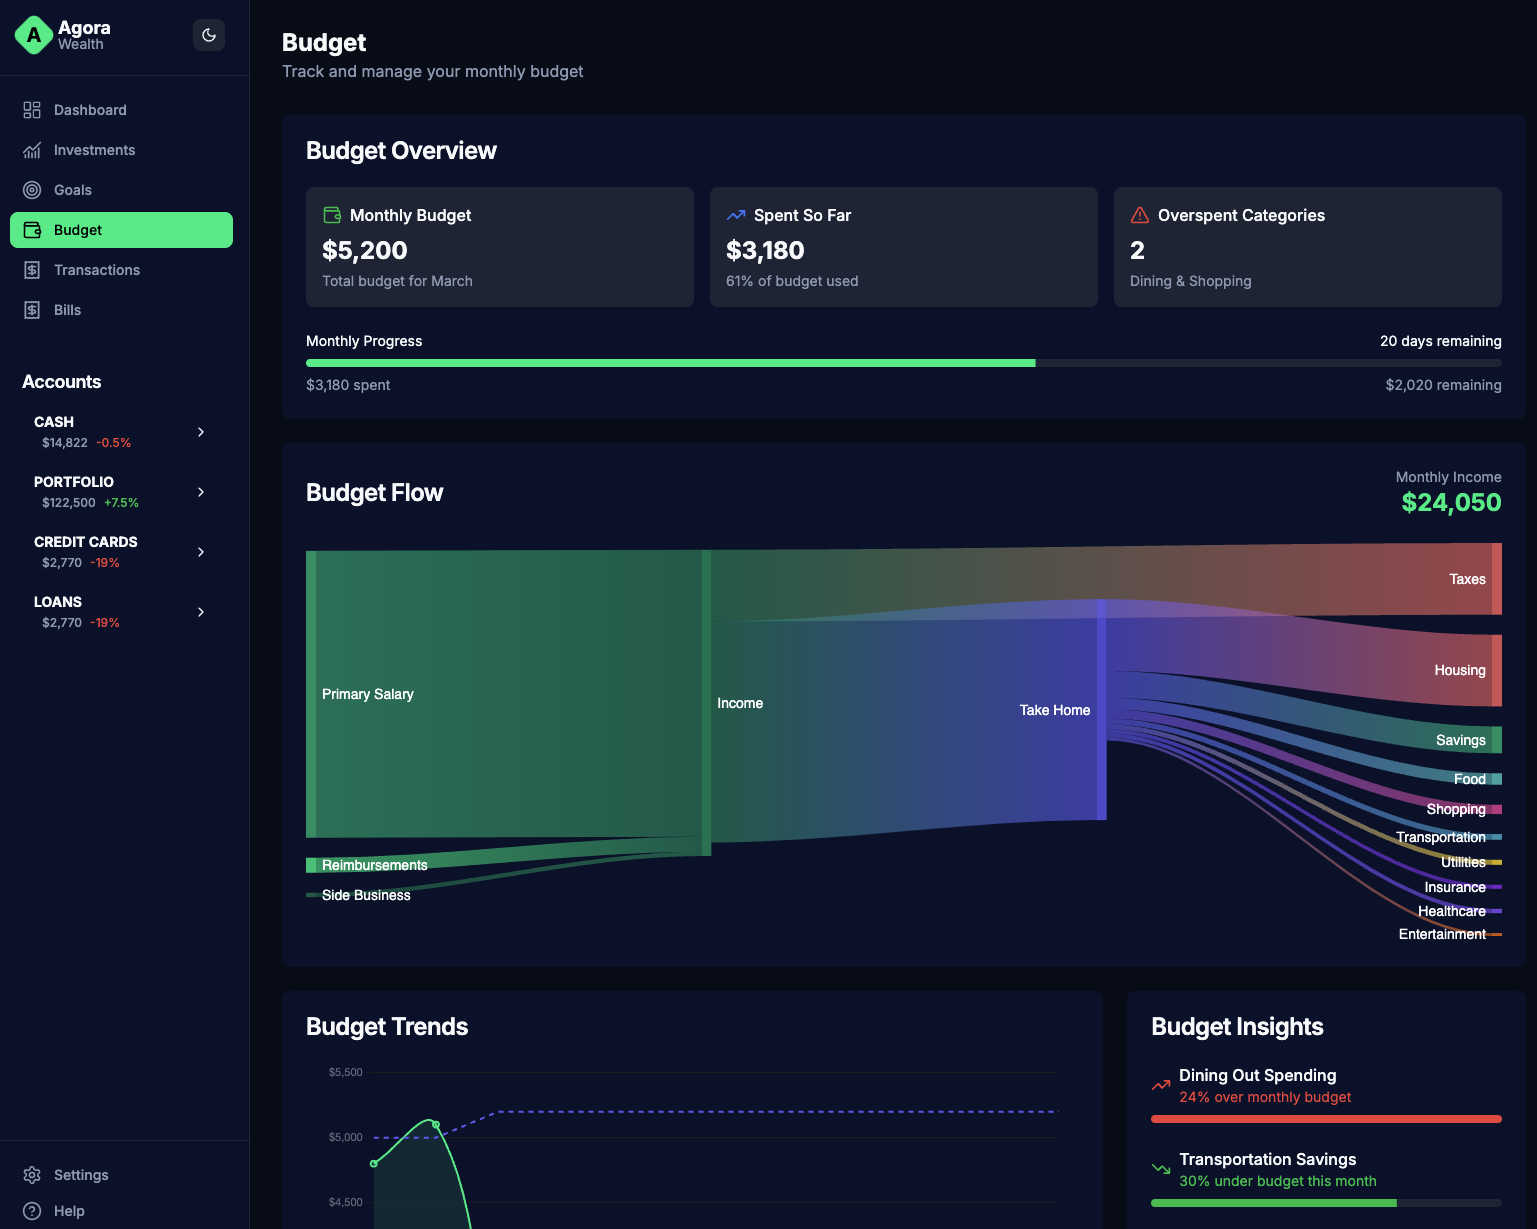 A
Agora
Wealth
Dashboard
Investments
Goals
Budget
Transactions
Bills
Accounts
CASH
$14,822 -0.5%
PORTFOLIO
$122,500 +7.5%
CREDIT CARDS
$2,770 -19%
LOANS
$2,770 -19%
Settings
Help
Budget
Track and manage your monthly budget
Budget Overview
Monthly Budget
$5,200
Total budget for March
Spent So Far
$3,180
61% of budget used
Overspent Categories
2
Dining & Shopping
Monthly Progress
20 days remaining
$3,180 spent
$2,020 remaining
Budget Flow
Monthly Income
$24,050
Primary Salary
Reimbursements
Side Business
Income
Take Home
Taxes
Housing
Savings
Food
Shopping
Transportation
Utilities
Insurance
Healthcare
Entertainment
Budget Trends
$5,500
$5,000
$4,500
Budget Insights
Dining Out Spending
24% over monthly budget
Transportation Savings
30% under budget this month